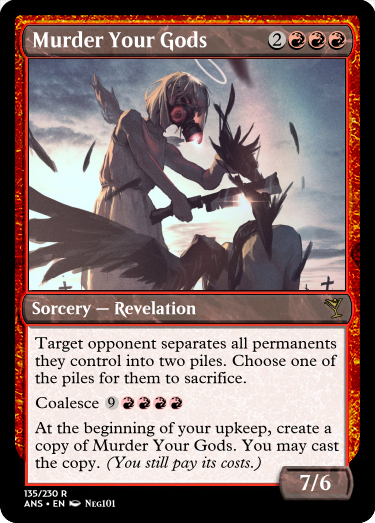 Murder Your Gods 2
Sorcery — Revelation
Target opponent separates all permanents
they control into two piles. Choose one of
the piles for them to sacrifice.
Coalesce 9
At the beginning of your upkeep, create a
copy of Murder Your Gods. You may cast
the copy. (You still pay its costs.)
7/6
135/230 R
ANS • EN Neg101